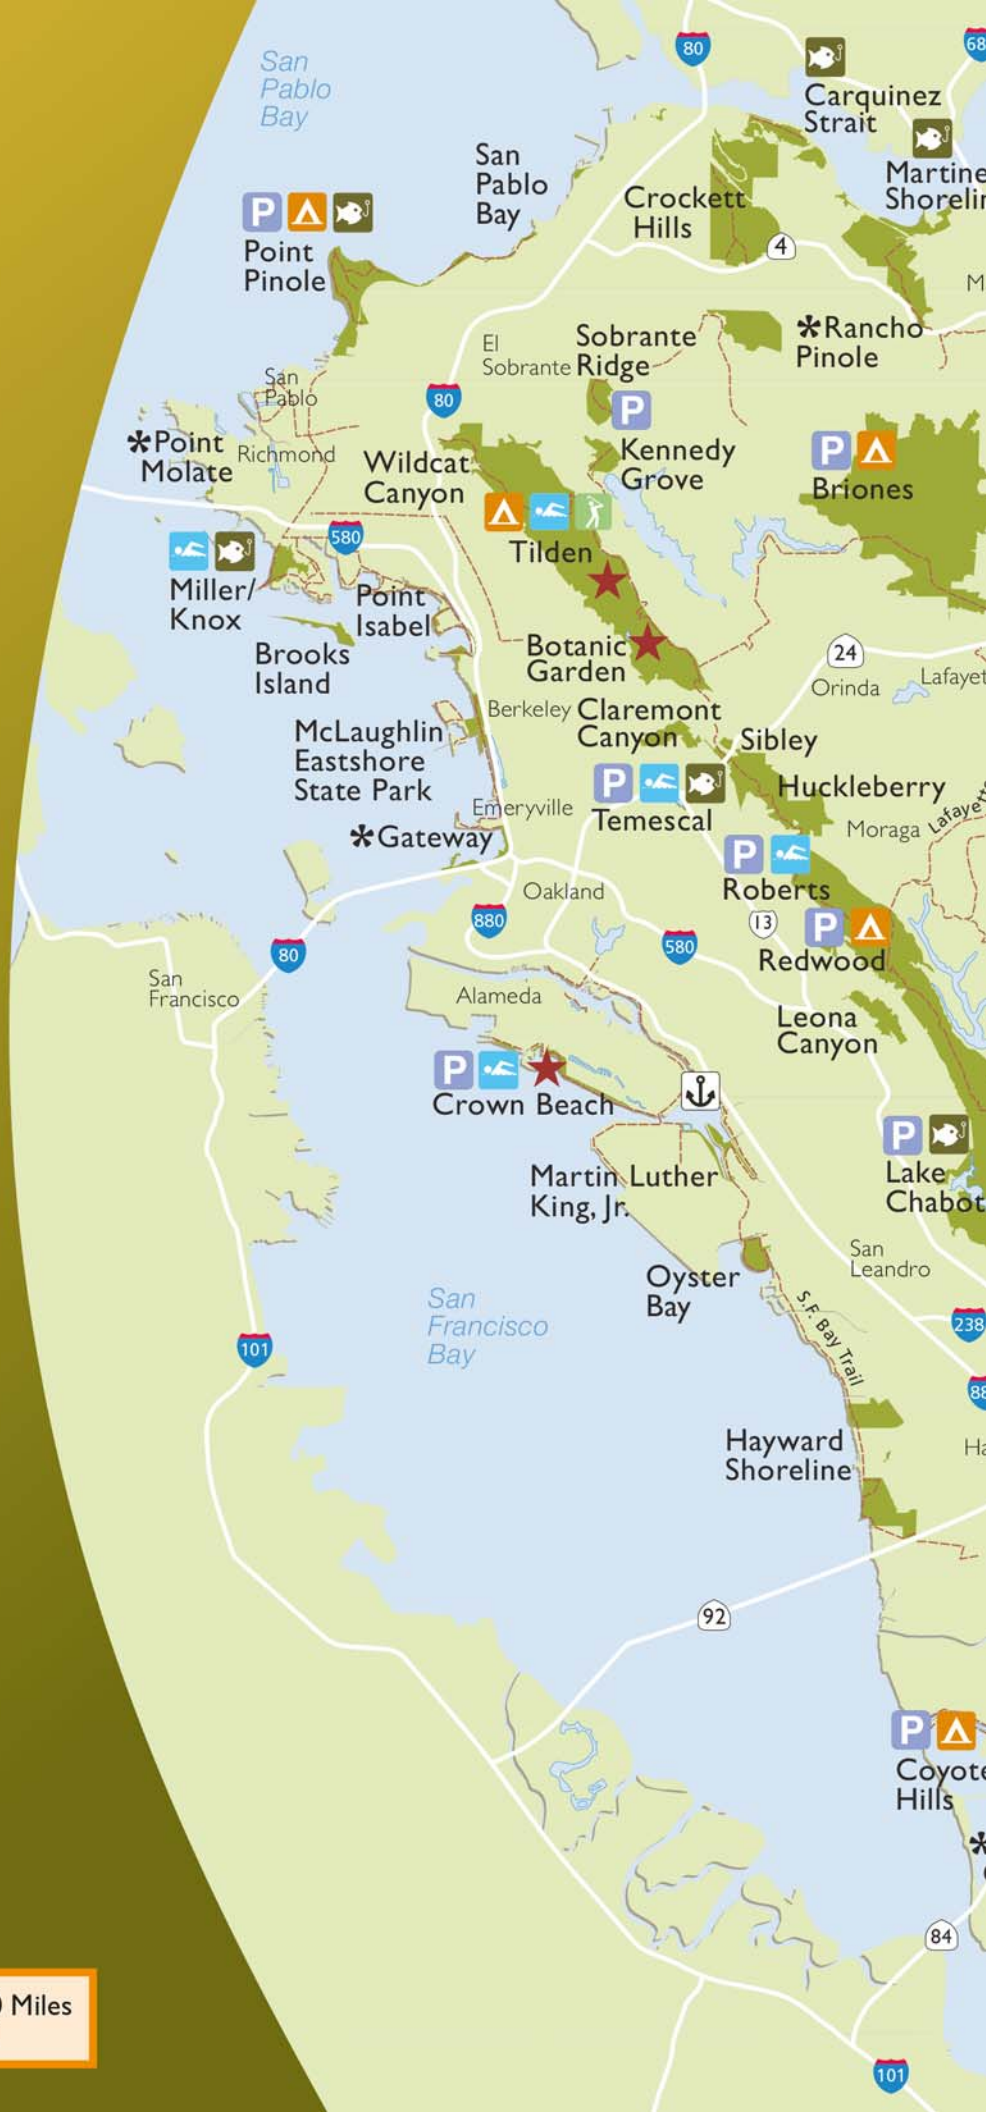 San
Pablo
Bay
80
68
Carquinez
Strait
Martine
Shorelin
San
Pablo
Bay
Crockett
Hills
4
P
Point
Pinole
M
El
Sobrante
Sobrante
Ridge
*Rancho
Pinole
San
Pablo
80
P
*Point
Molate
Richmond
Wildcat
Canyon
Kennedy
Grove
P
Briones
580
Tilden
Miller/
Knox
Point
Isabel
Brooks
Island
Botanic
Garden
24
Orinda
Lafayet
Berkeley
Claremont
Canyon
Sibley
McLaughlin
Eastshore
State Park
P
Temescal
Huckleberry
Emeryville
Moraga
Lafayette
*Gateway
P
Roberts
Oakland
880
13
P
Redwood
580
80
San
Francisco
Alameda
Leona
Canyon
P
Crown Beach
P
Lake
Chabot
Martin Luther
King, Jr.
San
Leandro
Oyster
Bay
S.F. Bay Trail
San
Francisco
Bay
238
101
88
Hayward
Shoreline
Ha
92
P
Coyote
Hills
*
84
) Miles
101